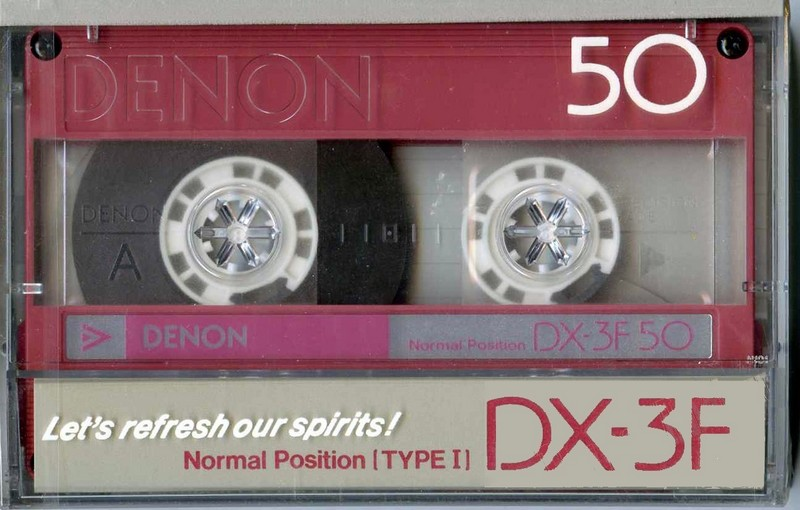 DENON
50
DENON
A
DENON
Normal Position DX-3F 50
Let's refresh our spirits!
Normal Position [TYPE I]
DX-3F